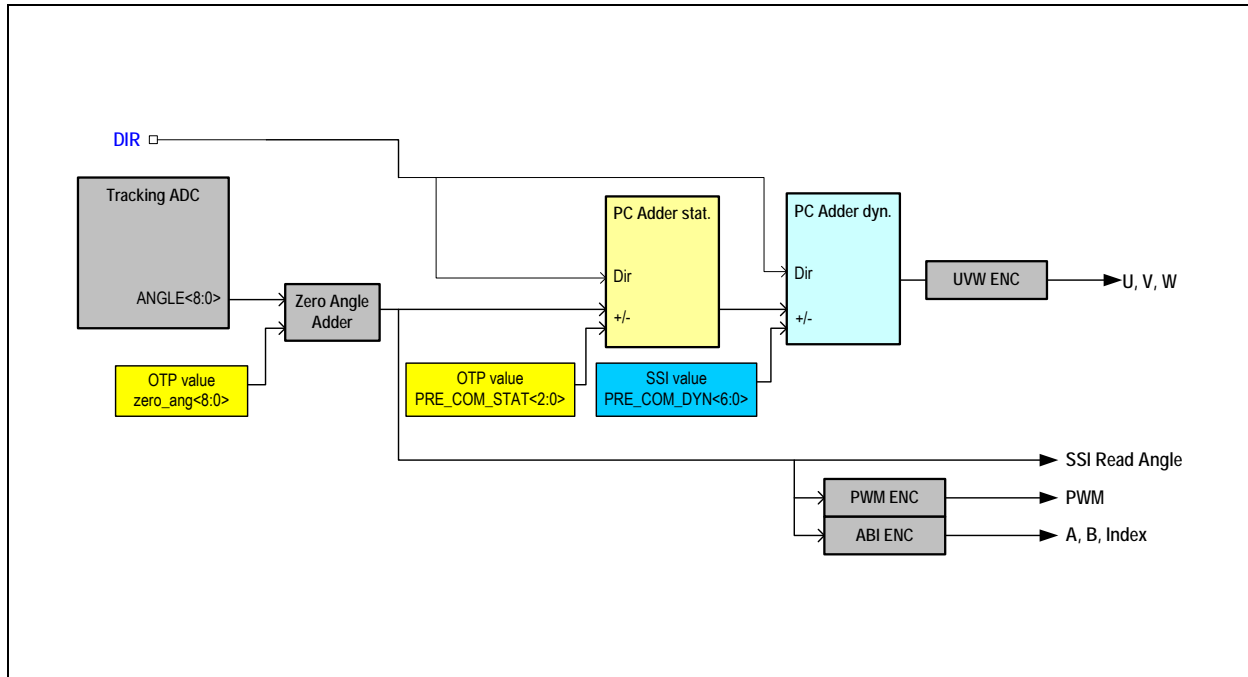 DIR
Tracking ADC
ANGLE<8:0>
Zero Angle
Adder
OTP value
zero_ang<8:0>
PC Adder stat.
Dir
+/-
OTP value
PRE_COM_STAT<2:0>
PC Adder dyn.
Dir
+/-
SSI value
PRE_COM_DYN<6:0>
UVW ENC
U, V, W
SSI Read Angle
PWM ENC
PWM
ABI ENC
A, B, Index